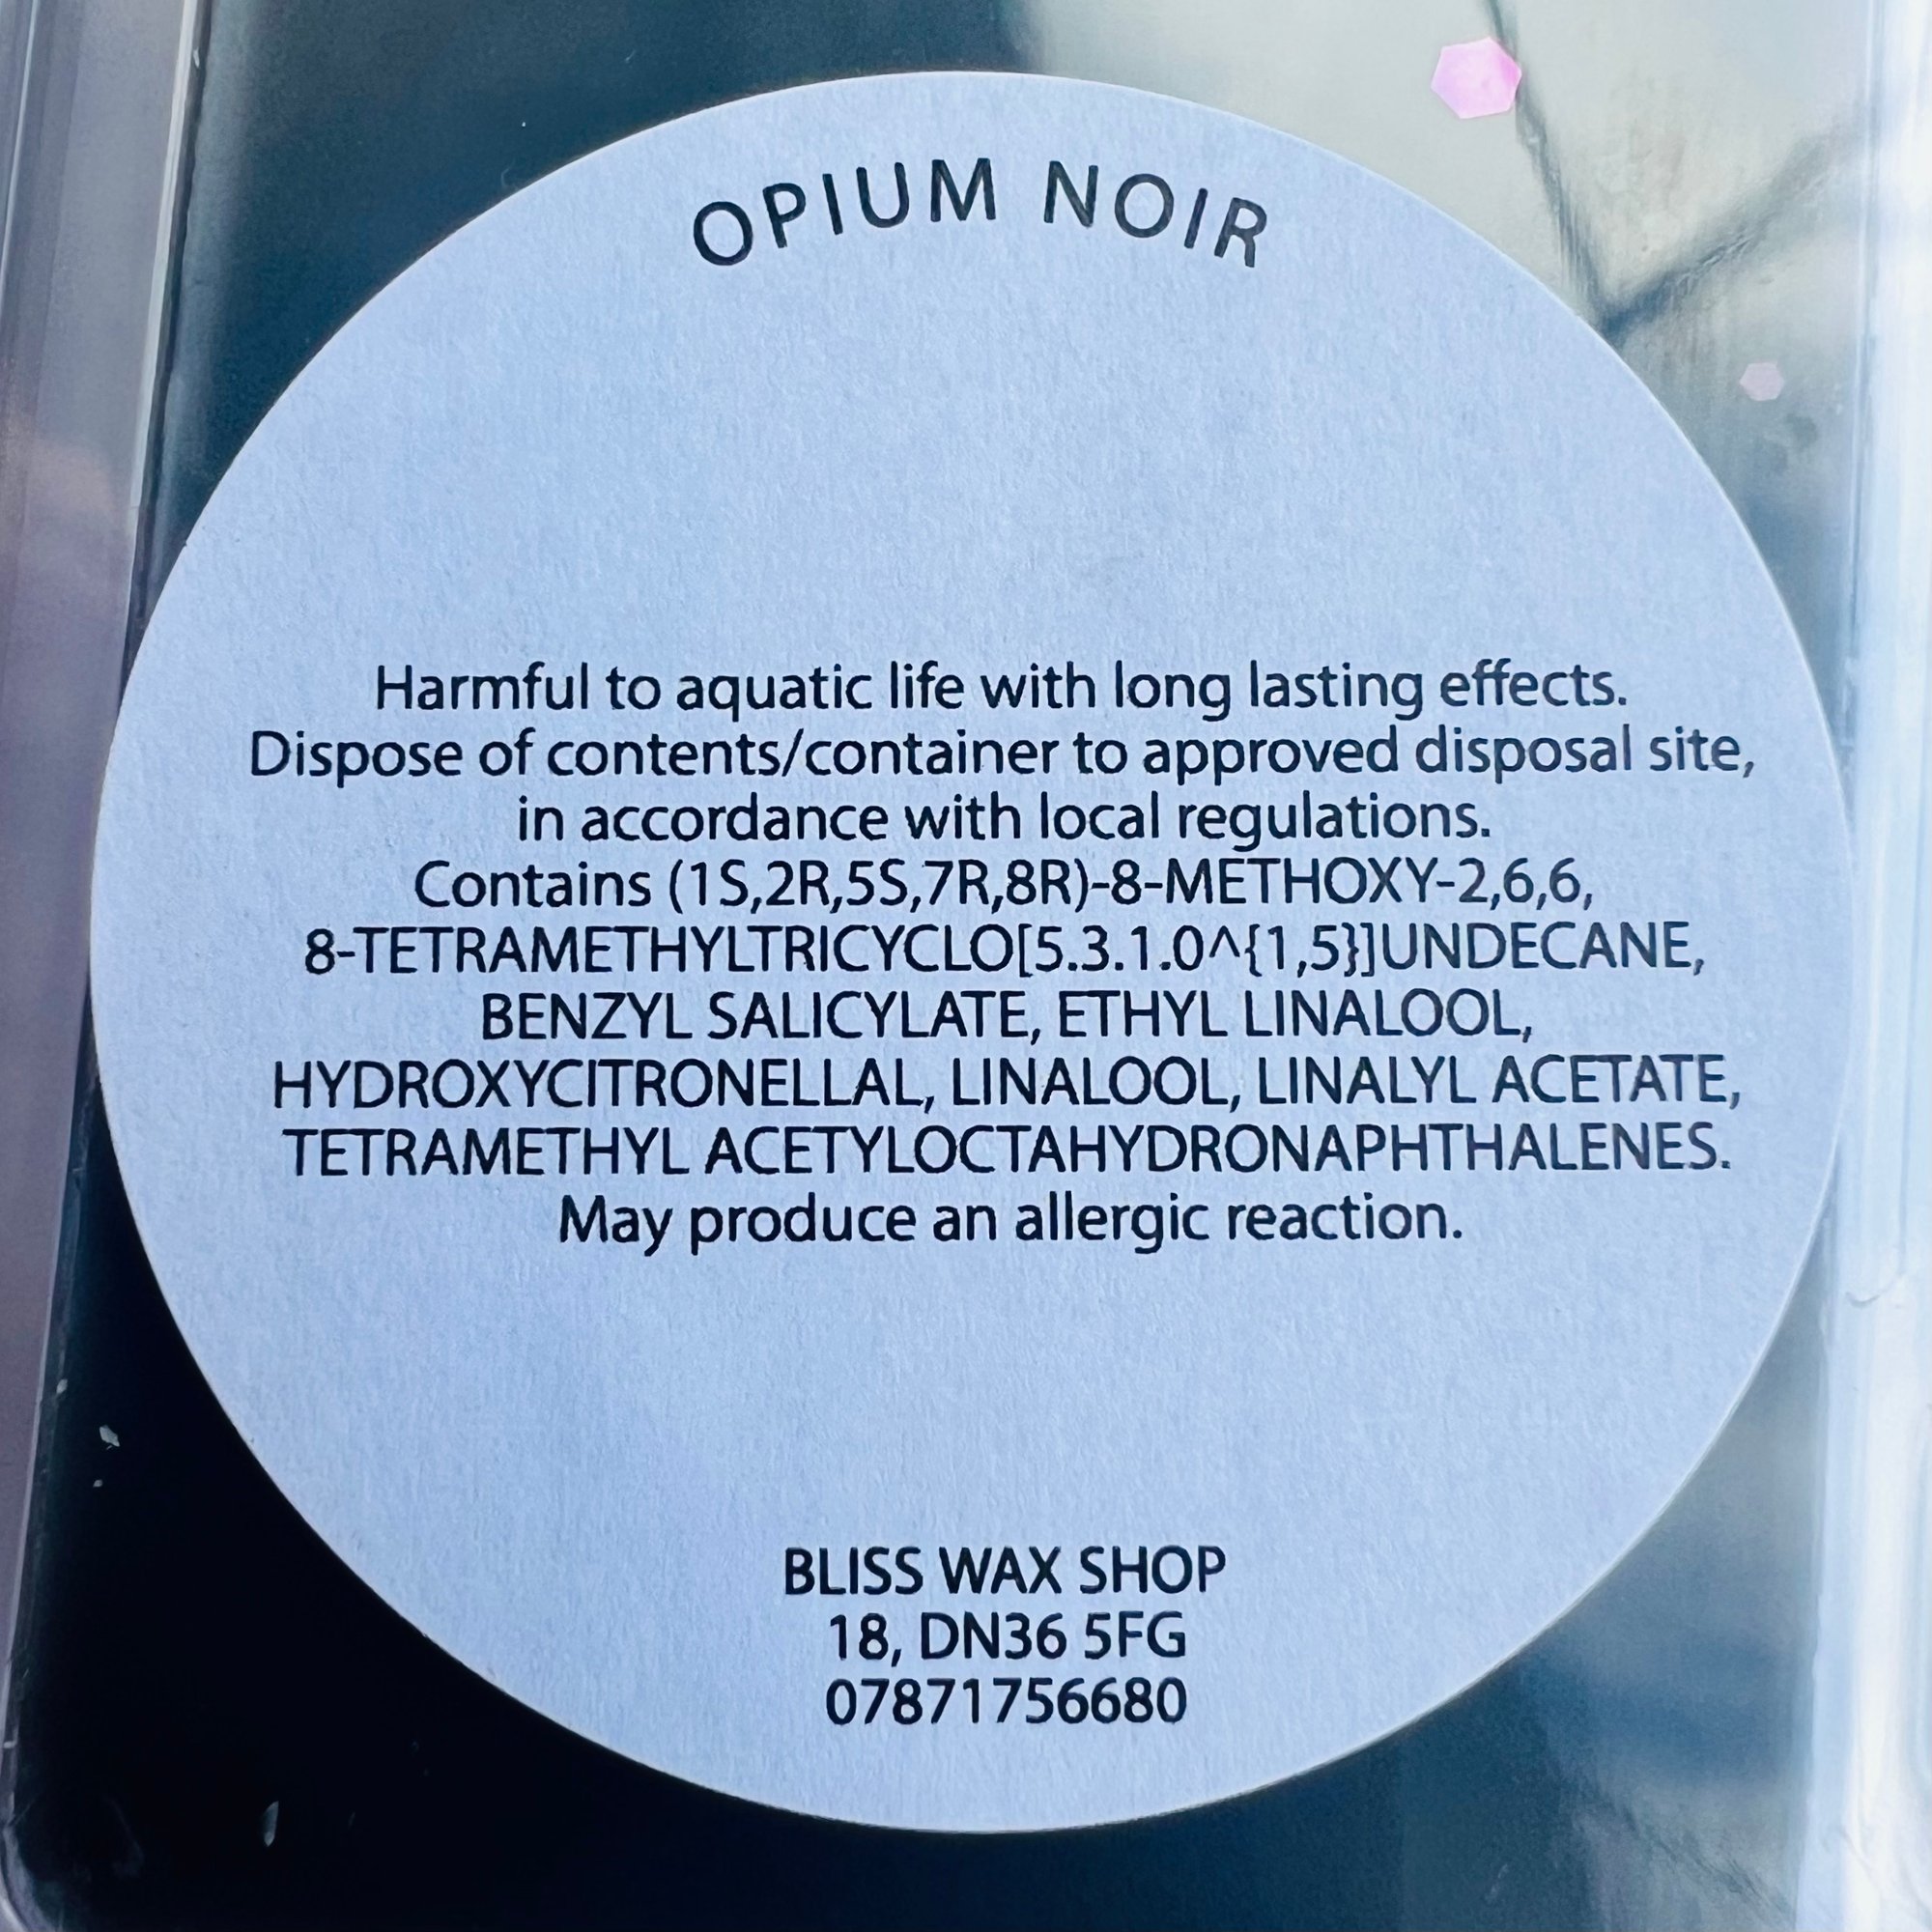 OPIUM NOIR
Harmful to aquatic life with long lasting effects.
Dispose of contents/container to approved disposal site,
in accordance with local regulations.
Contains (1S,2R,5S,7R,8R)-8-METHOXY-2,6,6,
8-TETRAMETHYLTRICYCLO[5.3.1.0^{1,5}]UNDECANE,
BENZYL SALICYLATE, ETHYL LINALOOL,
HYDROXYCITRONELLAL, LINALOOL, LINALYL ACETATE,
TETRAMETHYL ACETYLOCTAHYDRONAPHTHALENES.
May produce an allergic reaction.
BLISS WAX SHOP
18, DN36 5FG
07871756680